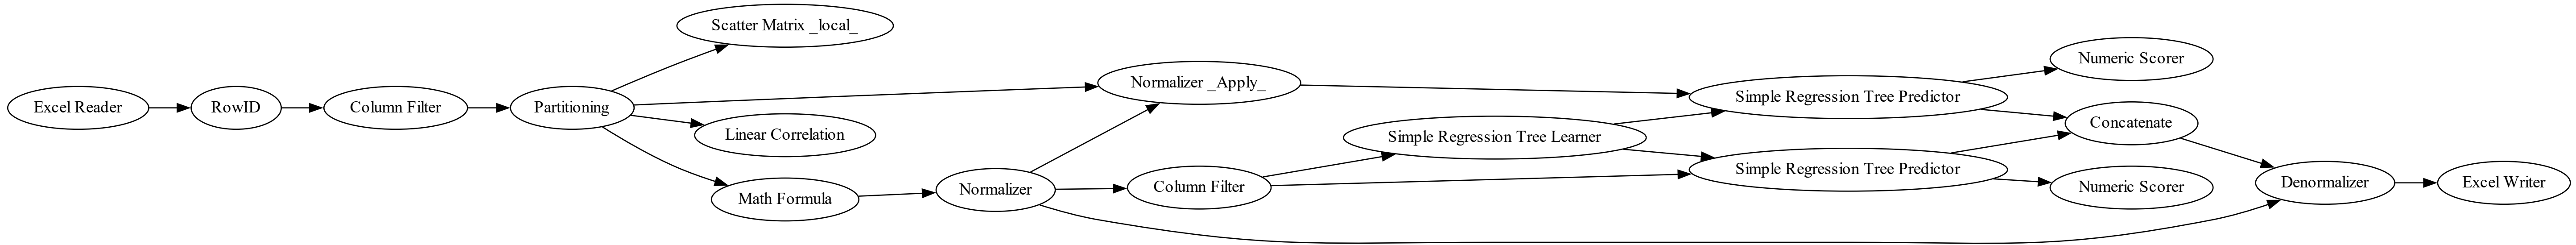 Excel Reader
RowID
Column Filter
Partitioning
Scatter Matrix _local_
Linear Correlation
Math Formula
Normalizer
Normalizer _Apply_
Column Filter
Simple Regression Tree Learner
Simple Regression Tree Predictor
Simple Regression Tree Predictor
Numeric Scorer
Concatenate
Numeric Scorer
Denormalizer
Excel Writer